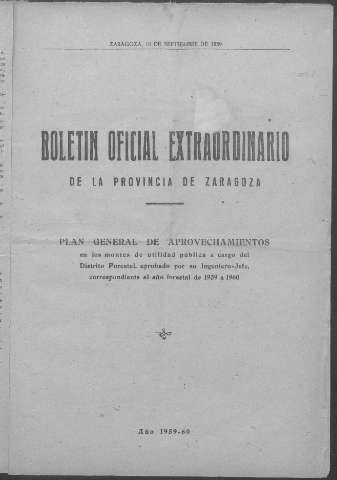 ZARAGOZA, 10 DE SEPTIEMBRE DE 1959
BOLETIN OFICIAL EXTRAORDINARIO
DE LA PROVINCIA DE ZARAGOZA
PLAN GENERAL DE APROVECHAMIENTOS
en los montes de utilidad pública a cargo del
Distrito Forestal, aprobado por su Ingeniero-Jefe,
correspondiente al año forestal de 1959 a 1960
Año 1959-60